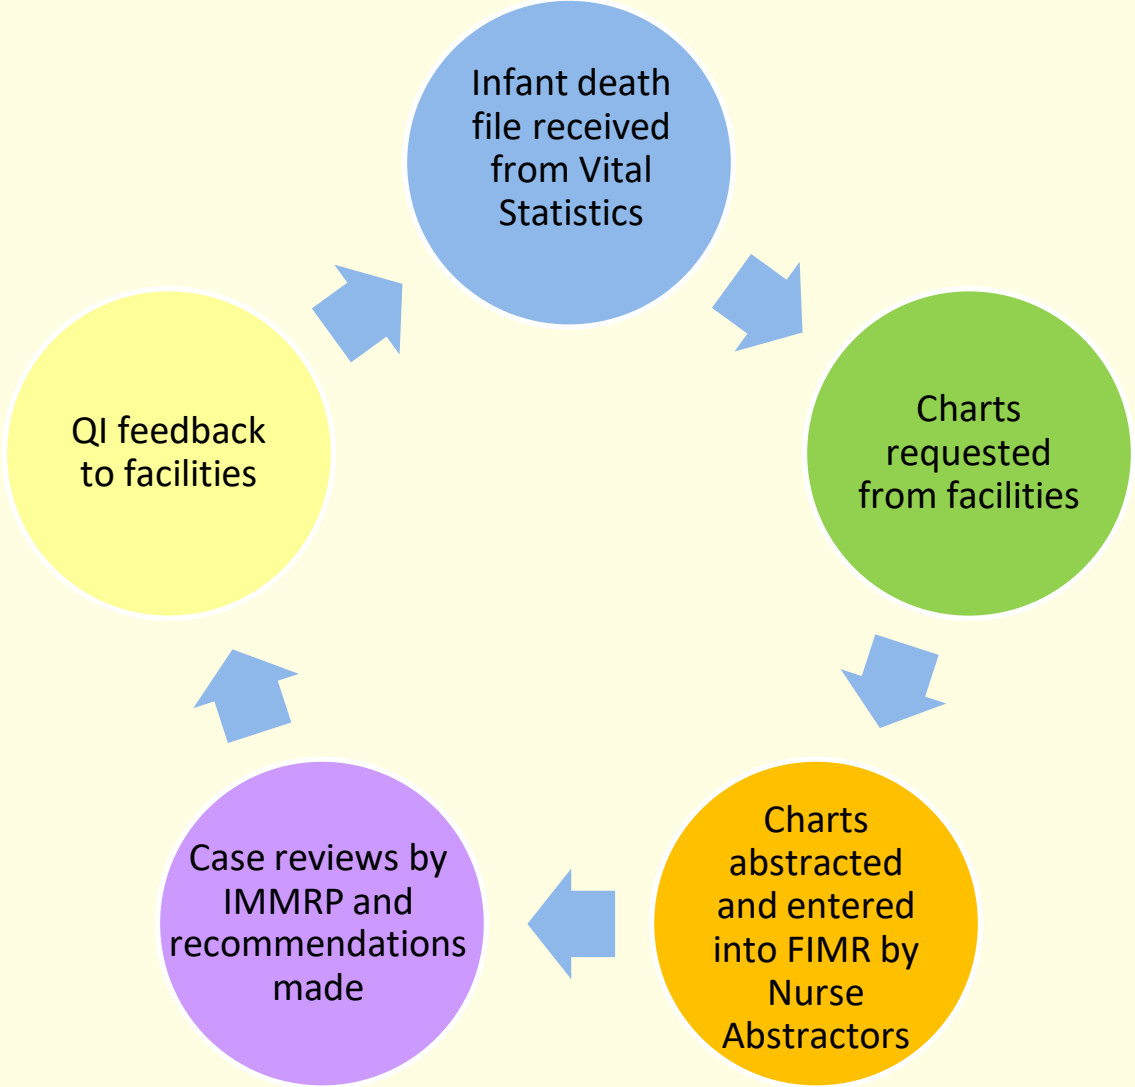 Infant death
file received
from Vital
Statistics
Charts
requested
from facilities
Charts
abstracted
and entered
into FIMR by
Nurse
Abstractors
Case reviews by
IMMRP and
recommendations
made
QI feedback
to facilities